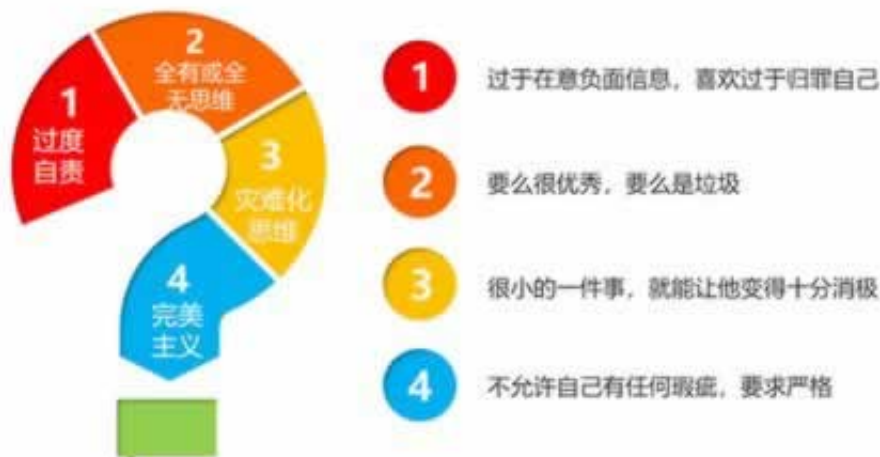 1
过度
自责
2
全有或全
无思维
3
灾难化
思维
4
完美
主义
1 过于在意负面信息，喜欢过于归罪自己
2 要么很优秀，要么是垃圾
3 很小的一件事，就能让他变得十分消极
4 不允许自己有任何瑕疵，要求严格